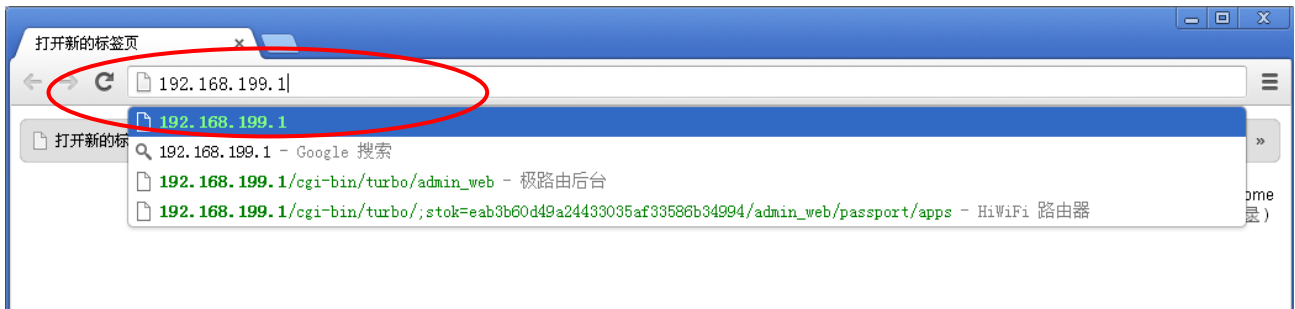 打开新的标签页
192.168.199.1
192.168.199.1
打开新的标
»
192.168.199.1 - Google 搜索
192.168.199.1/cgi-bin/turbo/admin_web - 极路由后台
ome
192.168.199.1/cgi-bin/turbo/;stok=eab3b60d49a24433035af33586b34994/admin_web/passport/apps - HiWiFi 路由器
录)